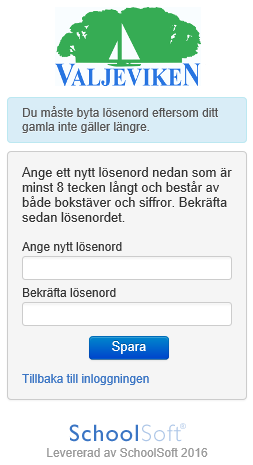 VALJEVIKEN
Du måste byta lösenord eftersom ditt
gamla inte gäller längre.
Ange ett nytt lösenord nedan som är
minst 8 tecken långt och består av
både bokstäver och siffror. Bekräfta
sedan lösenordet.
Ange nytt lösenord
Bekräfta lösenord
Spara
Tillbaka till inloggningen
SchoolSoft®
Levererad av SchoolSoft 2016